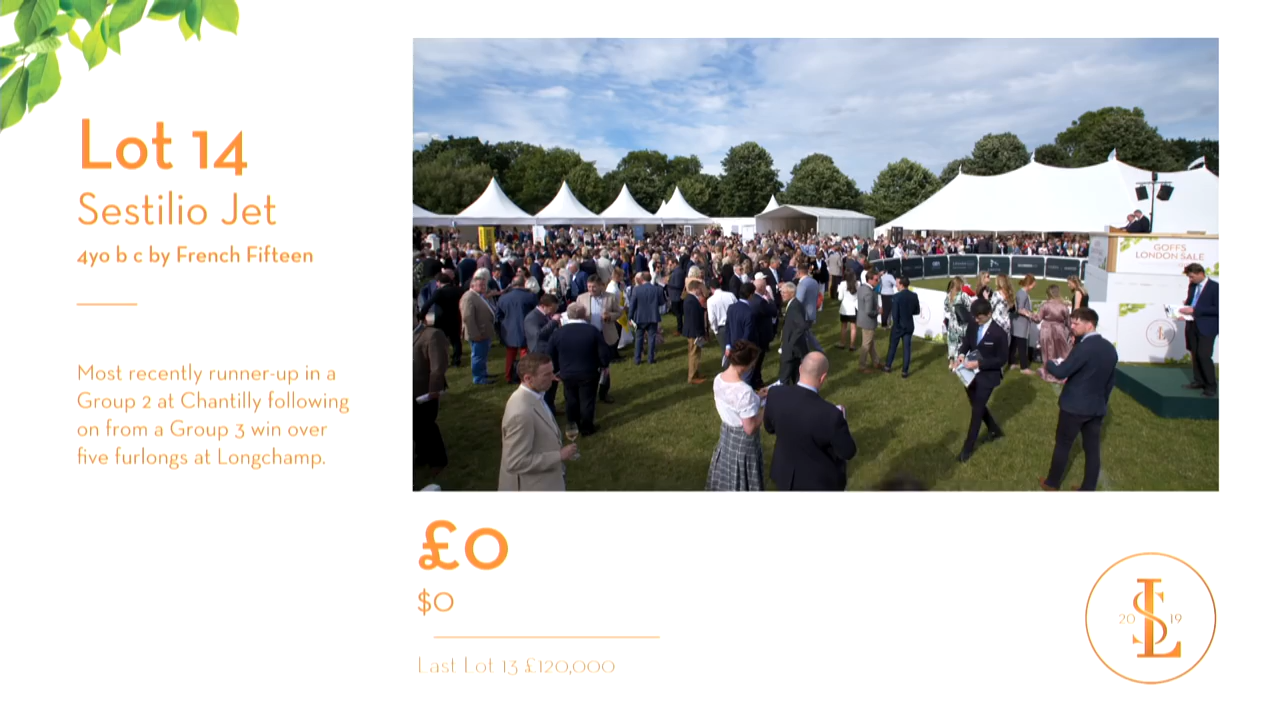 Lot 14
Sestilio Jet
4yo b c by French Fifteen
Most recently runner-up in a
Group 2 at Chantilly following
on from a Group 3 win over
five furlongs at Longchamp.
GOFFS
LONDON SALE
£0
$0
Last Lot 13 £120,000
20 LS 19